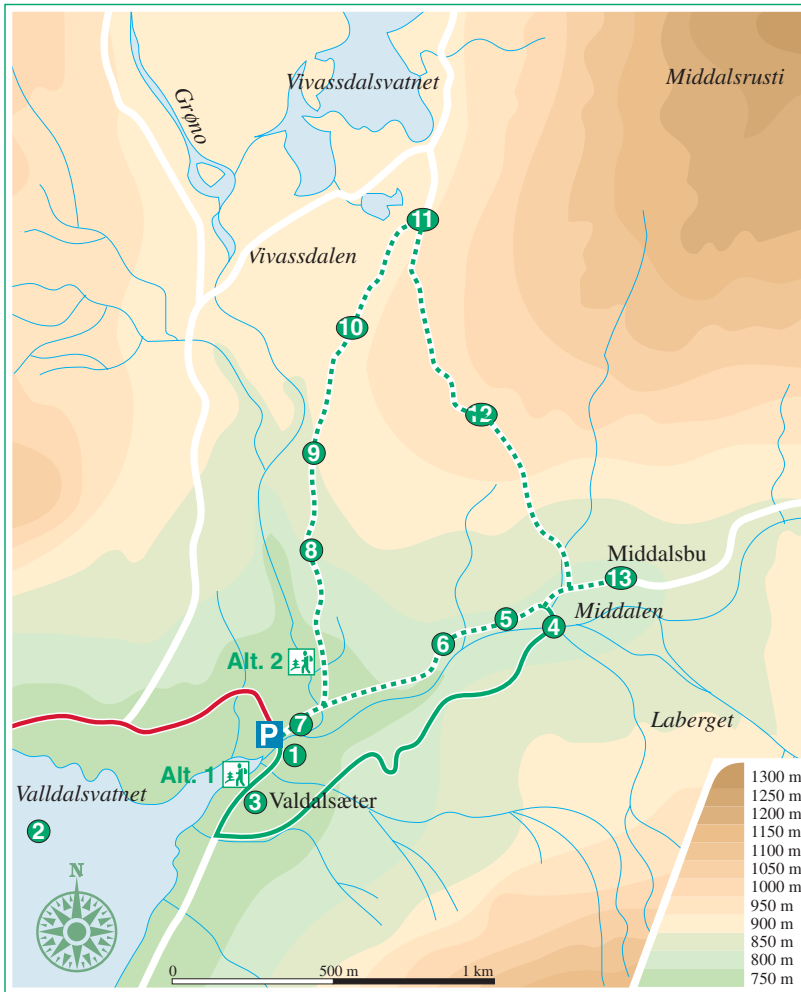 Vivassdalsvatnet
Middalsrusti
Grøno
11
Vivassdalen
10
12
9
8
Middalsbu
13
5
Middalen
4
6
Alt. 2
7
Laberget
P
1
Alt. 1
Valldalsvatnet
3 Valdalsæter
2
N
0 500 m 1 km
1300 m
1250 m
1200 m
1150 m
1100 m
1050 m
1000 m
950 m
900 m
850 m
800 m
750 m